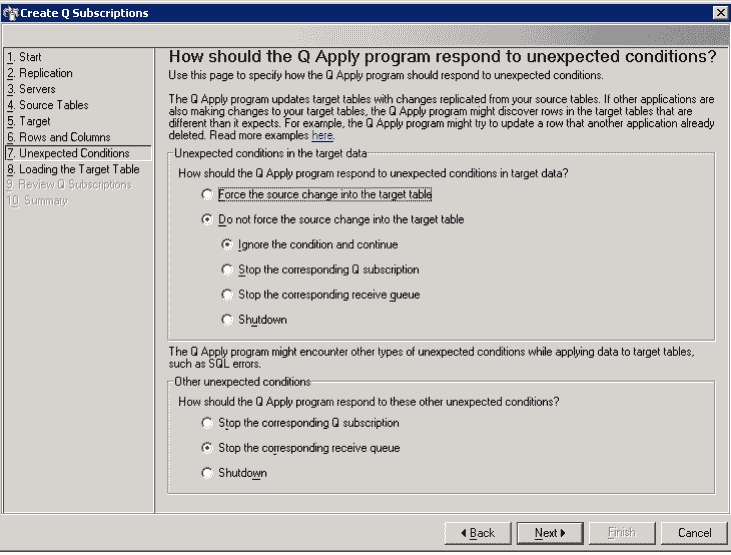 Create Q Subscriptions
1. Start
2. Replication
3. Servers
4. Source Tables
5. Target
6. Rows and Columns
7. Unexpected Conditions
8. Loading the Target Table
9. Review Q Subscriptions
10. Summary
How should the Q Apply program respond to unexpected conditions?
Use this page to specify how the Q Apply program should respond to unexpected conditions.
The Q Apply program updates target tables with changes replicated from your source tables. If other applications are
also making changes to your target tables, the Q Apply program might discover rows in the target tables that are
different than it expects. For example, the Q Apply program might try to update a row that another application already
deleted. Read more examples here.
Unexpected conditions in the target data
How should the Q Apply program respond to unexpected conditions in target data?
Force the source change into the target table
Do not force the source change into the target table
Ignore the condition and continue
Stop the corresponding Q subscription
Stop the corresponding receive queue
Shutdown
The Q Apply program might encounter other types of unexpected conditions while applying data to target tables,
such as SQL errors.
Other unexpected conditions
How should the Q Apply program respond to these other unexpected conditions?
Stop the corresponding Q subscription
Stop the corresponding receive queue
Shutdown
Back
Next
Finish
Cancel